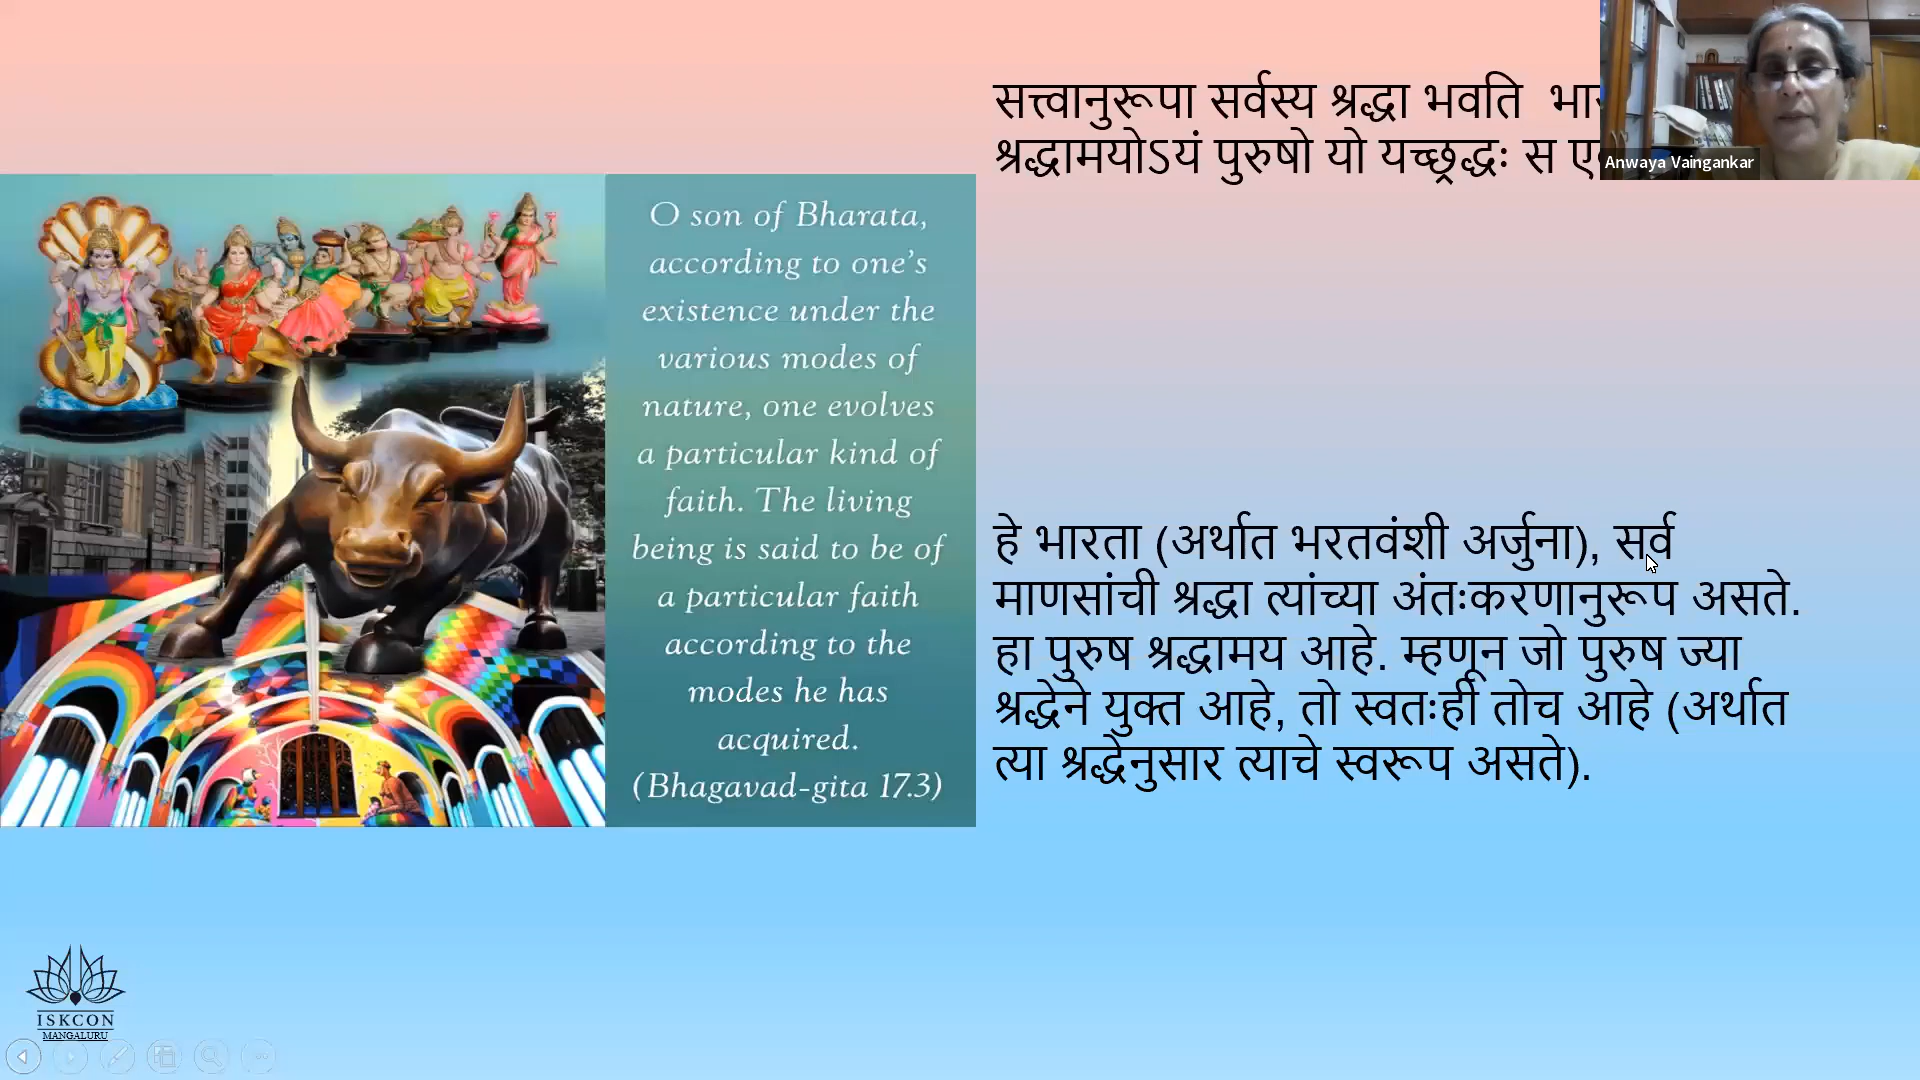 सत्त्वानुरूपा सर्वस्य श्रद्धा भवति
श्रद्धामयोऽयं पुरुषो यो यच्छ्रद्धः स
Anwaya Vaingankar
O son of Bharata,
according to one's
existence under the
various modes of
nature, one evolves
a particular kind of
faith. The living
being is said to be of
a particular faith
according to the
modes he has
acquired.
(Bhagavad-gita 17.3)
हे भारता (अर्थात भरतवंशी अर्जुना), सर्व
माणसांची श्रद्धा त्यांच्या अंतःकरणानुरूप असते.
हा पुरुष श्रद्धामय आहे. म्हणून जो पुरुष ज्या
श्रद्धेने युक्त आहे, तो स्वतःही तोच आहे (अर्थात
त्या श्रद्धेनुसार त्याचे स्वरूप असते).
ISKCON
MANGALURU